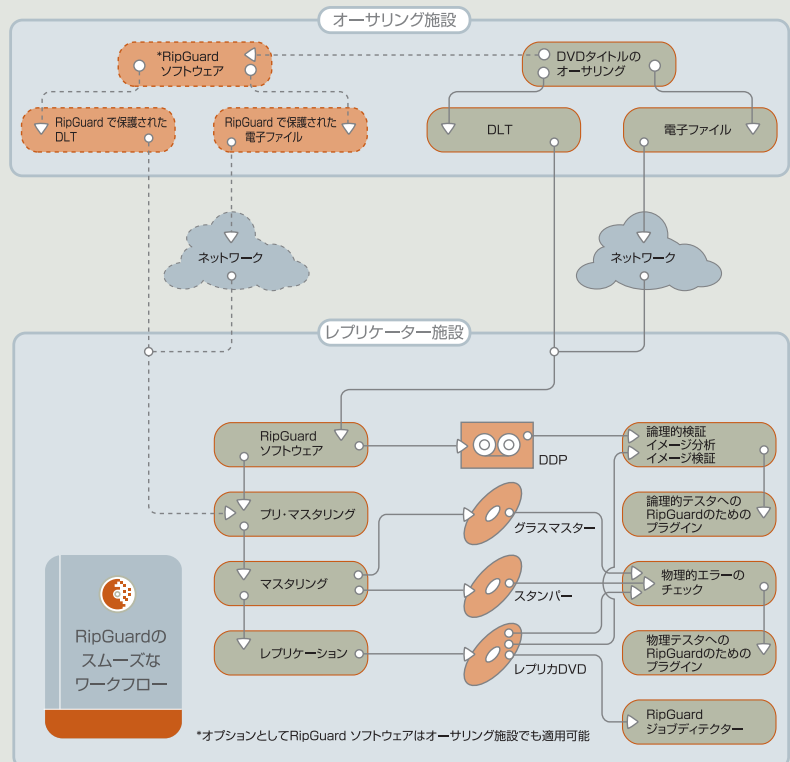 オーサリング施設
*RipGuard
ソフトウェア
DVDタイトルの
オーサリング
RipGuard で保護された
DLT
RipGuard で保護された
電子ファイル
DLT
電子ファイル
ネットワーク
ネットワーク
レプリケーター施設
RipGuard
ソフトウェア
DDP
論理的検証
イメージ分析
イメージ検証
プリ・マスタリング
グラスマスター
論理的テスタへの
RipGuardのための
プラグイン
マスタリング
スタンパー
物理的エラーの
チェック
レプリケーション
レプリカDVD
物理テスタへの
RipGuardのための
プラグイン
RipGuard
ジョブディテクター
RipGuardの
スムーズな
ワークフロー
*オプションとしてRipGuard ソフトウェアはオーサリング施設でも適用可能